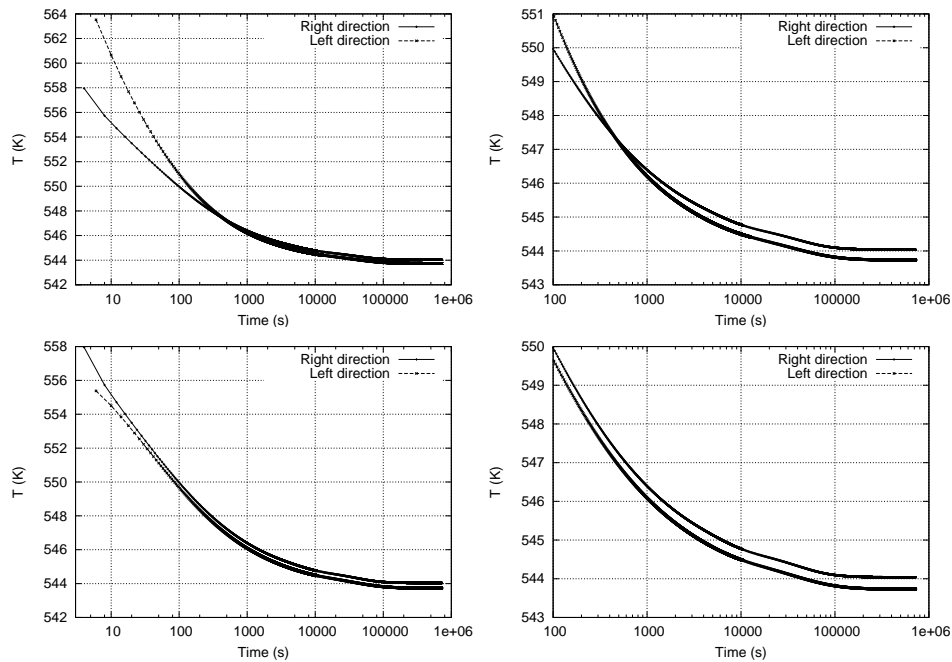 564
562
560
558
556
554
552
550
548
546
544
542
T (K)
10 100 1000 10000 100000 1e+06
Time (s)
Right direction
Left direction
551
550
549
548
547
546
545
544
543
T (K)
100 1000 10000 100000 1e+06
Time (s)
Right direction
Left direction
558
556
554
552
550
548
546
544
542
T (K)
10 100 1000 10000 100000 1e+06
Time (s)
Right direction
Left direction
550
549
548
547
546
545
544
543
T (K)
100 1000 10000 100000 1e+06
Time (s)
Right direction
Left direction